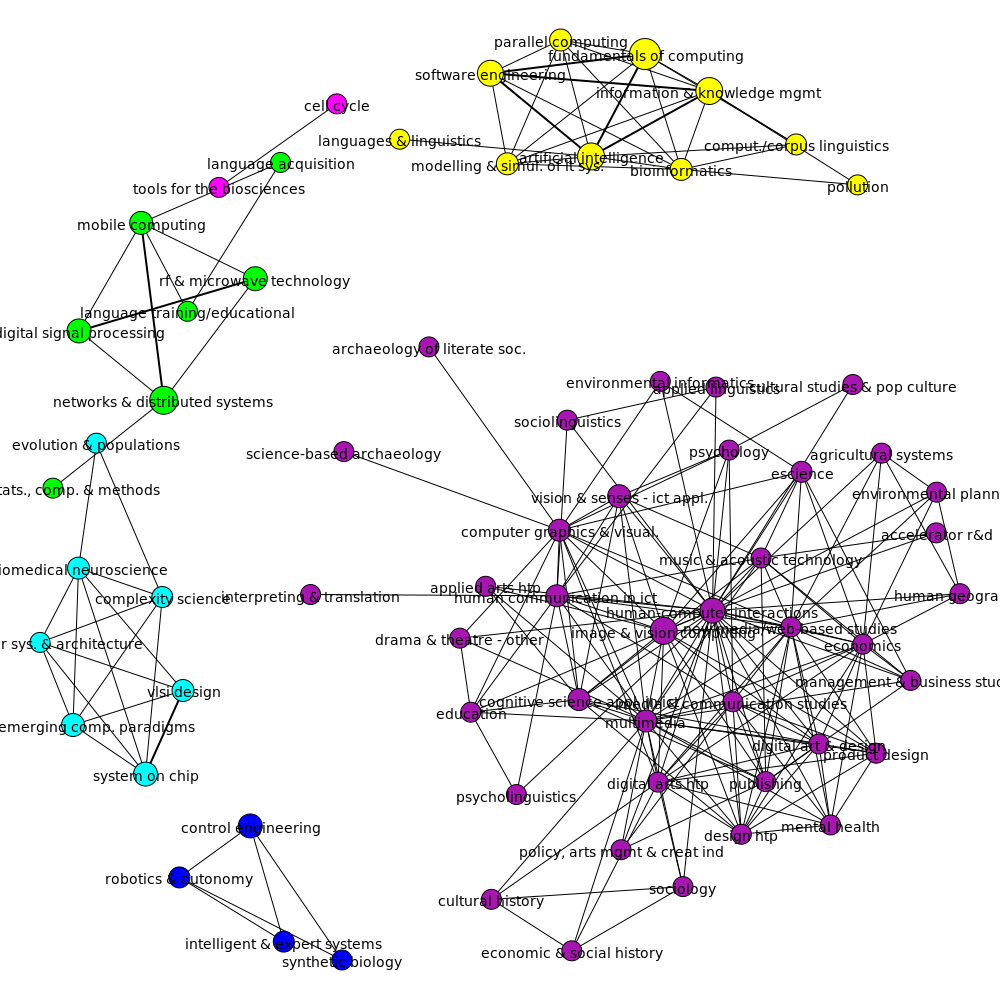 parallel computing
fundamentals of computing
software engineering
information & knowledge mgmt
cell cycle
languages & linguistics
comput./corpus linguistics
artificial intelligence
language acquisition
modelling & simul. of it sys.
bioinformatics
tools for the biosciences
pollution
mobile computing
rf & microwave technology
language training/educational
digital signal processing
archaeology of literate soc.
environmental informatics
applied linguistics
cultural studies & pop culture
networks & distributed systems
sociolinguistics
evolution & populations
science-based archaeology
psychology
agricultural systems
escience
tats., comp. & methods
vision & senses - ict appl.
environmental plann
computer graphics & visual.
accelerator r&d
music & acoustic technology
iomedical neuroscience
applied arts htp
complexity science
interpreting & translation
human communication in ict
human geogra
human-computer interactions
image & vision computing
web-based studies
drama & theatre - other
r sys. & architecture
economics
management & business stud
vlsi design
cognitive science appl. in ict
media & communication studies
education
multimedia
emerging comp. paradigms
digital art & design
product design
system on chip
digital arts htp
publishing
psycholinguistics
control engineering
mental health
design htp
policy, arts mgmt & creat ind
robotics & autonomy
sociology
cultural history
intelligent & expert systems
economic & social history
synthetic biology